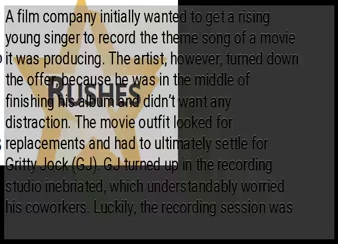 A film company initially wanted to get a rising
young singer to record the theme song of a movie
it was producing. The artist, however, turned down
the offer because he was in the middle of
finishing his album and didn't want any
distraction. The movie outfit looked for
replacements and had to ultimately settle for
Gritty Jock (GJ). GJ turned up in the recording
studio inebriated, which understandably worried
his coworkers. Luckily, the recording session was
RUSHES